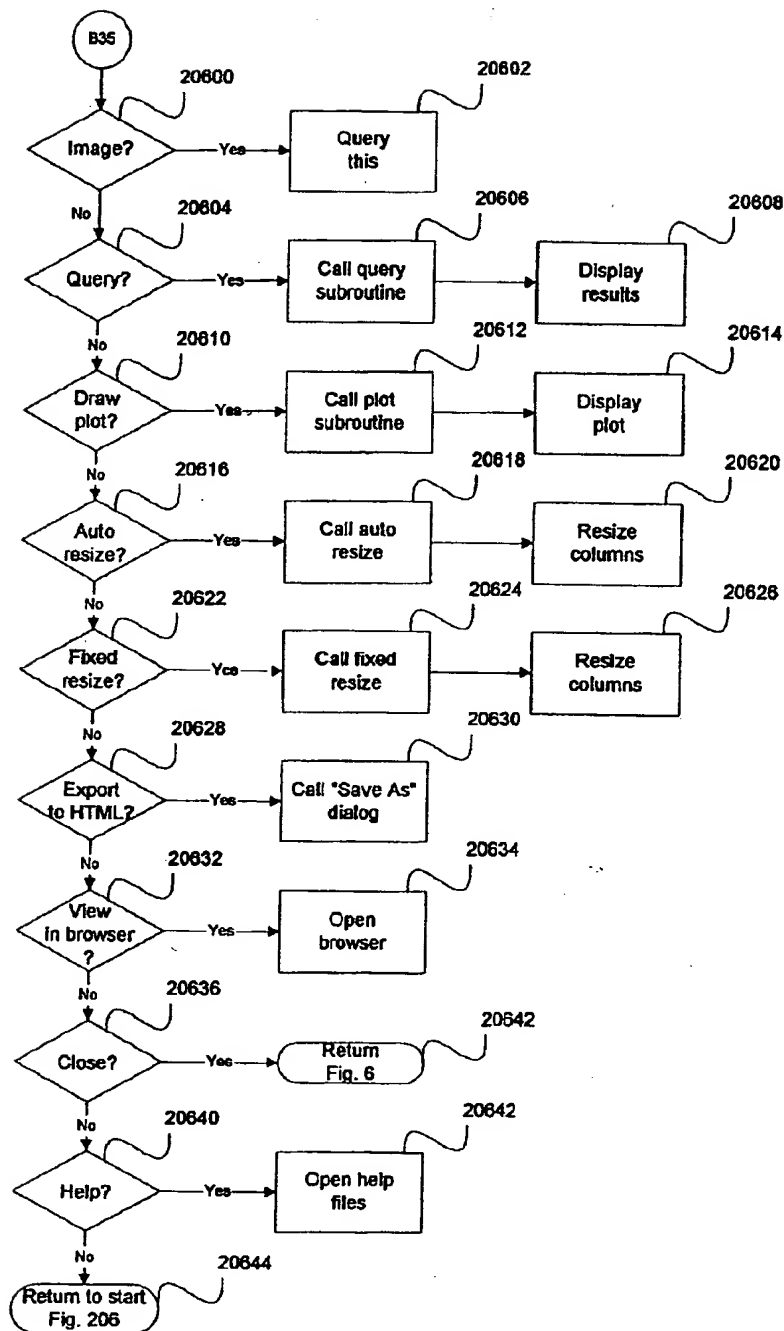 B35
20600
20602
Image?
Yes
Query
this
No
20604
20606
20608
Query?
Yes
Call query
subroutine
Display
results
No
20610
20612
20614
Draw
plot?
Yes
Call plot
subroutine
Display
plot
No
20616
20618
20620
Auto
resize?
Yes
Call auto
resize
Resize
columns
No
20622
20624
20626
Fixed
resize?
Yes
Call fixed
resize
Resize
columns
No
20628
20630
Export
to HTML?
Yes
Call "Save As"
dialog
No
20632
20634
View
in browser
?
Yes
Open
browser
No
20636
20642
Close?
Yes
Return
Fig. 6
No
20640
20642
Help?
Yes
Open help
files
No
20644
Return to start
Fig. 206